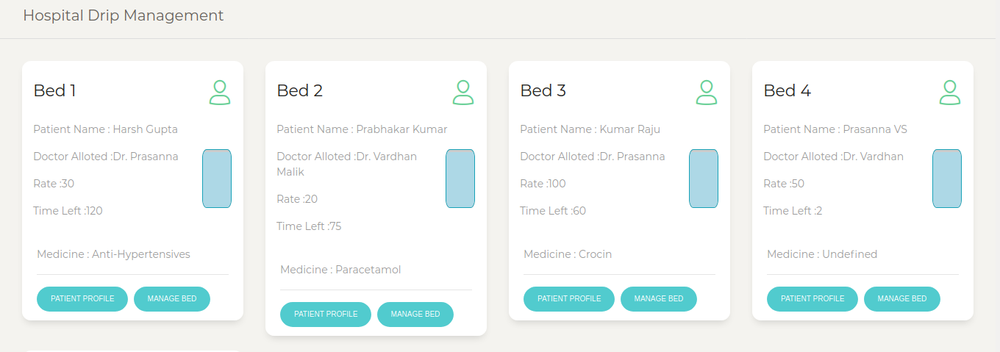 Hospital Drip Management
Bed 1
Patient Name : Harsh Gupta
Doctor Alloted :Dr. Prasanna
Rate :30
Time Left :120
Medicine : Anti-Hypertensives
PATIENT PROFILE
MANAGE BED
Bed 2
Patient Name : Prabhakar Kumar
Doctor Alloted :Dr. Vardhan
Malik
Rate :20
Time Left :75
Medicine : Paracetamol
PATIENT PROFILE
MANAGE BED
Bed 3
Patient Name : Kumar Raju
Doctor Alloted :Dr. Prasanna
Rate :100
Time Left :60
Medicine : Crocin
PATIENT PROFILE
MANAGE BED
Bed 4
Patient Name : Prasanna VS
Doctor Alloted :Dr. Vardhan
Rate :50
Time Left :2
Medicine : Undefined
PATIENT PROFILE
MANAGE BED